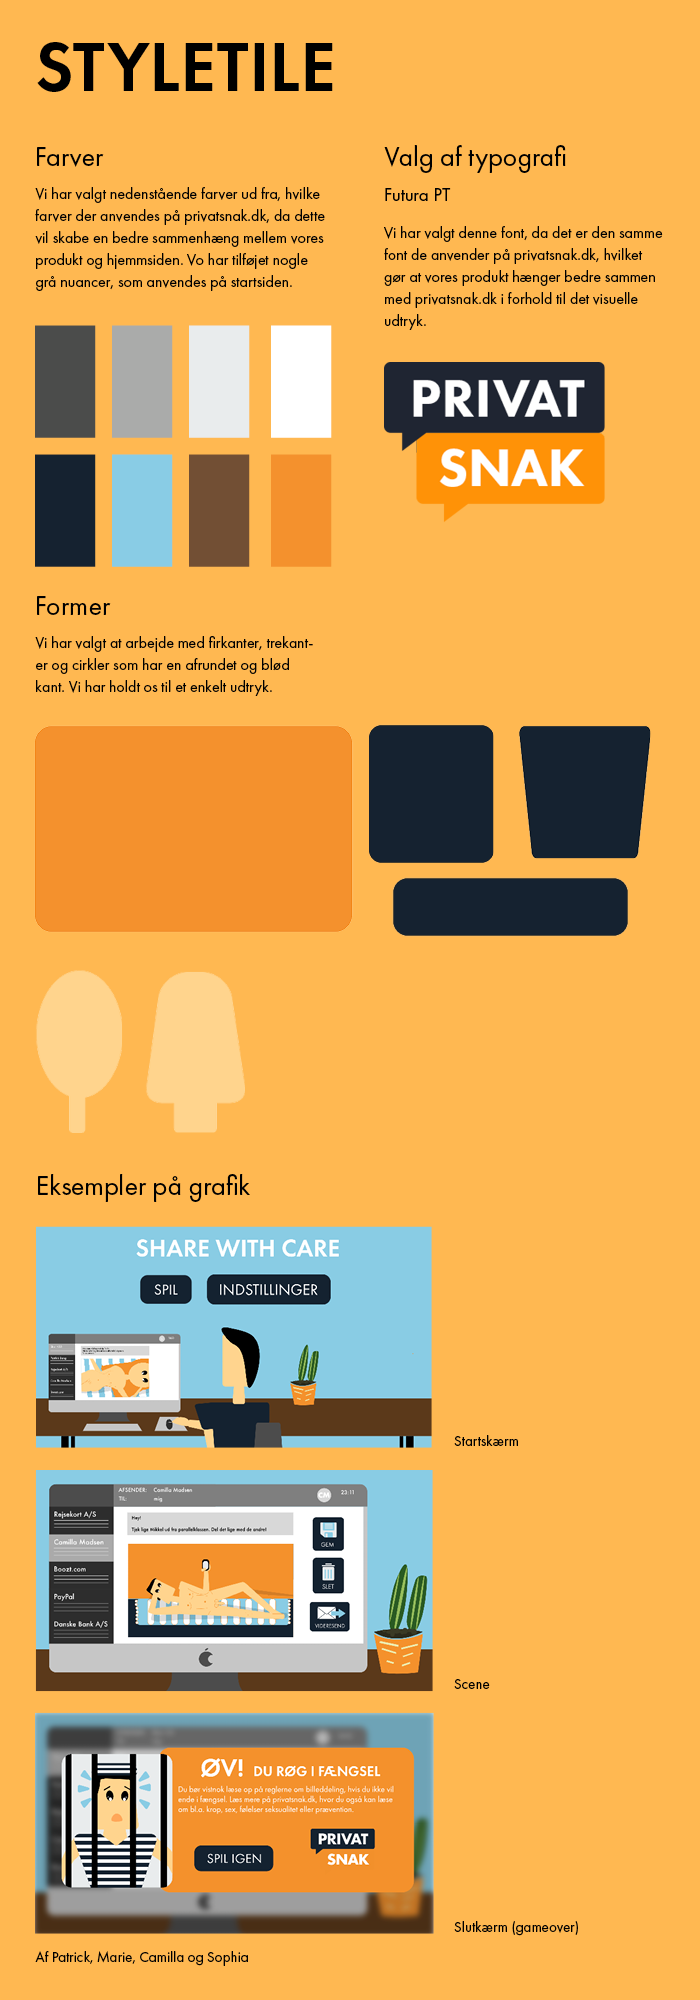 STYLETILE
Farver
Vi har valgt nedenstående farver ud fra, hvilke
farver der anvendes på privatsnak.dk, da dette
vil skabe en bedre sammenhæng mellem vores
produkt og hjemmsiden. Vo har tilføjet nogle
grå nuancer, som anvendes på startsiden.
Valg af typografi
Futura PT
Vi har valgt denne font, da det er den samme
font de anvender på privatsnak.dk, hvilket
gør at vores produkt hænger bedre sammen
med privatsnak.dk i forhold til det visuelle
udtryk.
PRIVAT
SNAK
Former
Vi har valgt at arbejde med firkanter, trekant-
er og cirkler som har en afrundet og blød
kant. Vi har holdt os til et enkelt udtryk.
Eksempler på grafik
SHARE WITH CARE
SPIL
INDSTILLINGER
Startskærm
AFSENDER: Camilla Madsen
TIL: mig
CM
23:11
Rejsekort A/S
Camilla Madsen
Boozt.com
PayPal
Danske Bank A/S
Hey!
Tjek lige Mikkel ud fra parallelklassen. Del det lige med de andre!
GEM
SLET
VIDERESEND
Scene
ØV! DU RØG I FÆNGSEL
Du bør vistnok læse op på reglerne om billeddeling, hvis du ikke vil
ende i fængsel. Læs mere på privatsnak.dk, hvor du også kan læse
om bl.a. krop, sex, følelser seksualitet eller prævention.
SPIL IGEN
PRIVAT
SNAK
Slutkærm (gameover)
Af Patrick, Marie, Camilla og Sophia